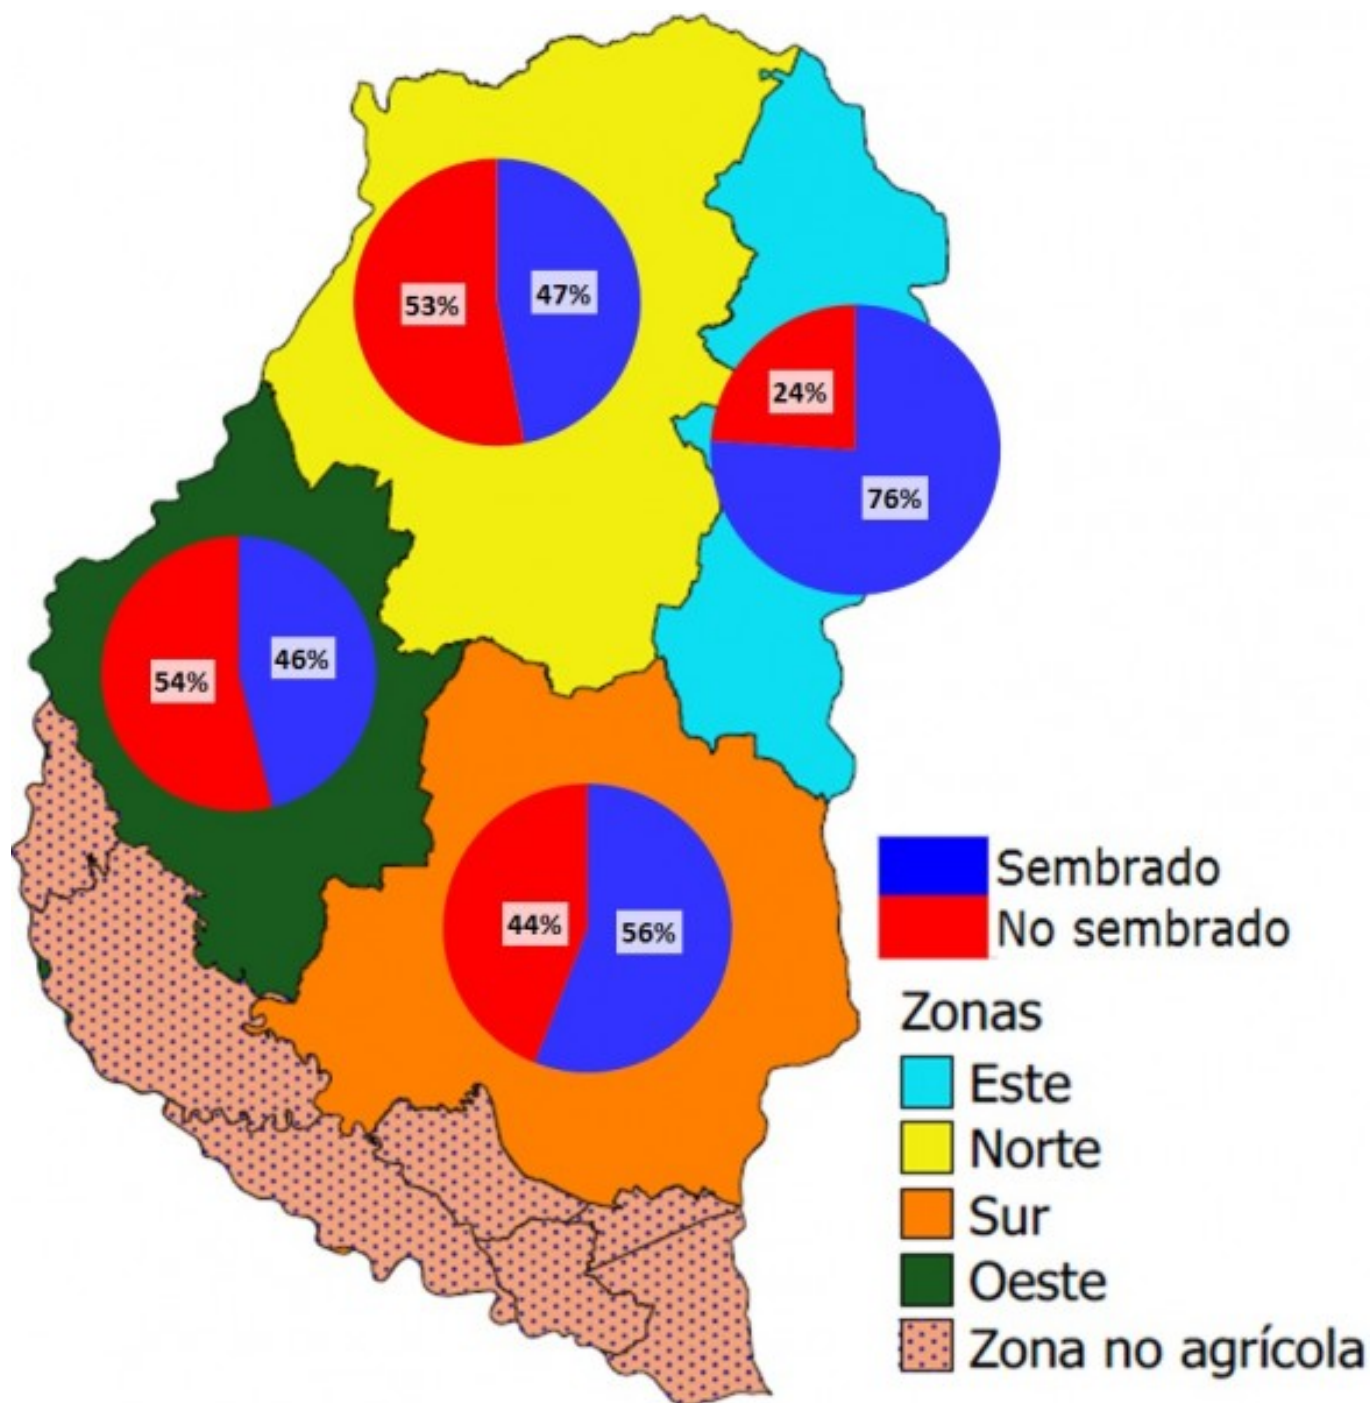 53%
47%
24%
76%
54%
46%
44%
56%
Sembrado
No sembrado
Zonas
Este
Norte
Sur
Oeste
Zona no agrícola